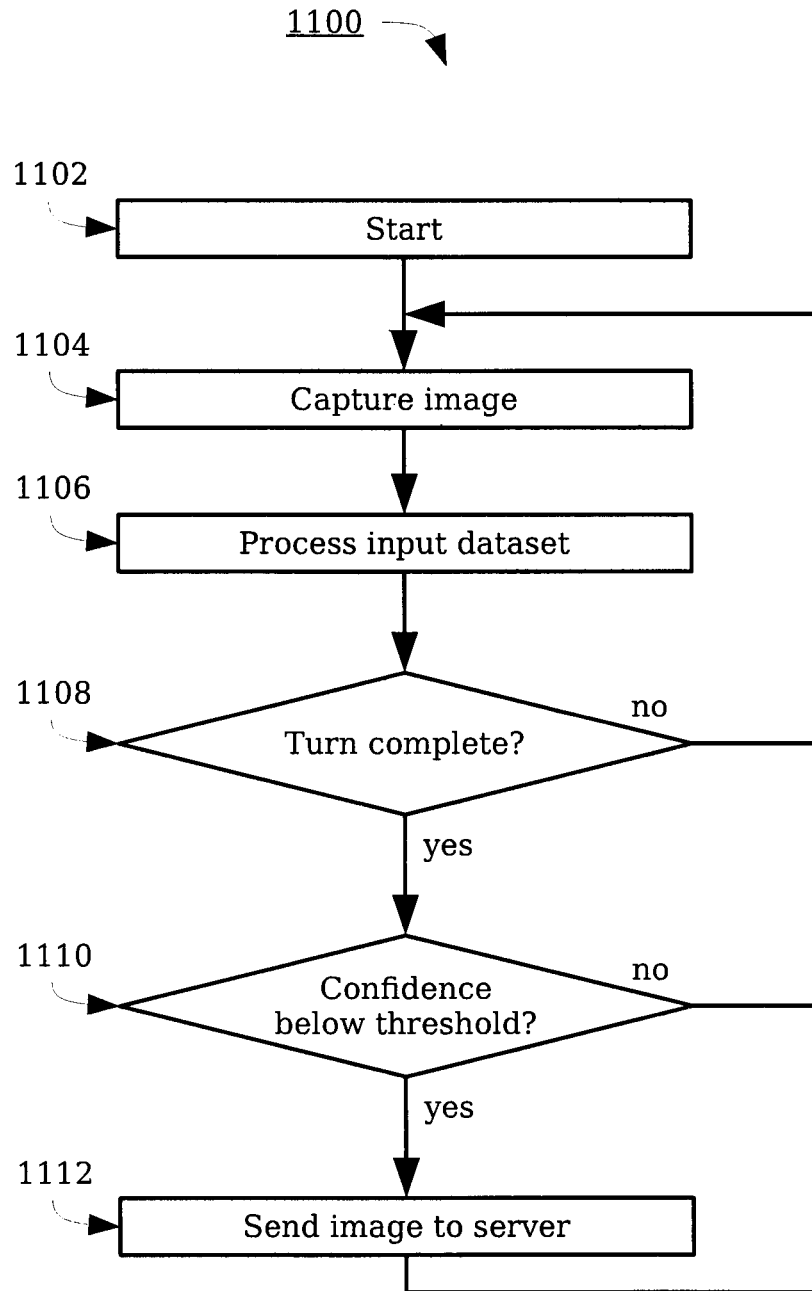 1100
1102
Start
1104
Capture image
1106
Process input dataset
1108
Turn complete?
no
yes
1110
Confidence
below threshold?
no
yes
1112
Send image to server